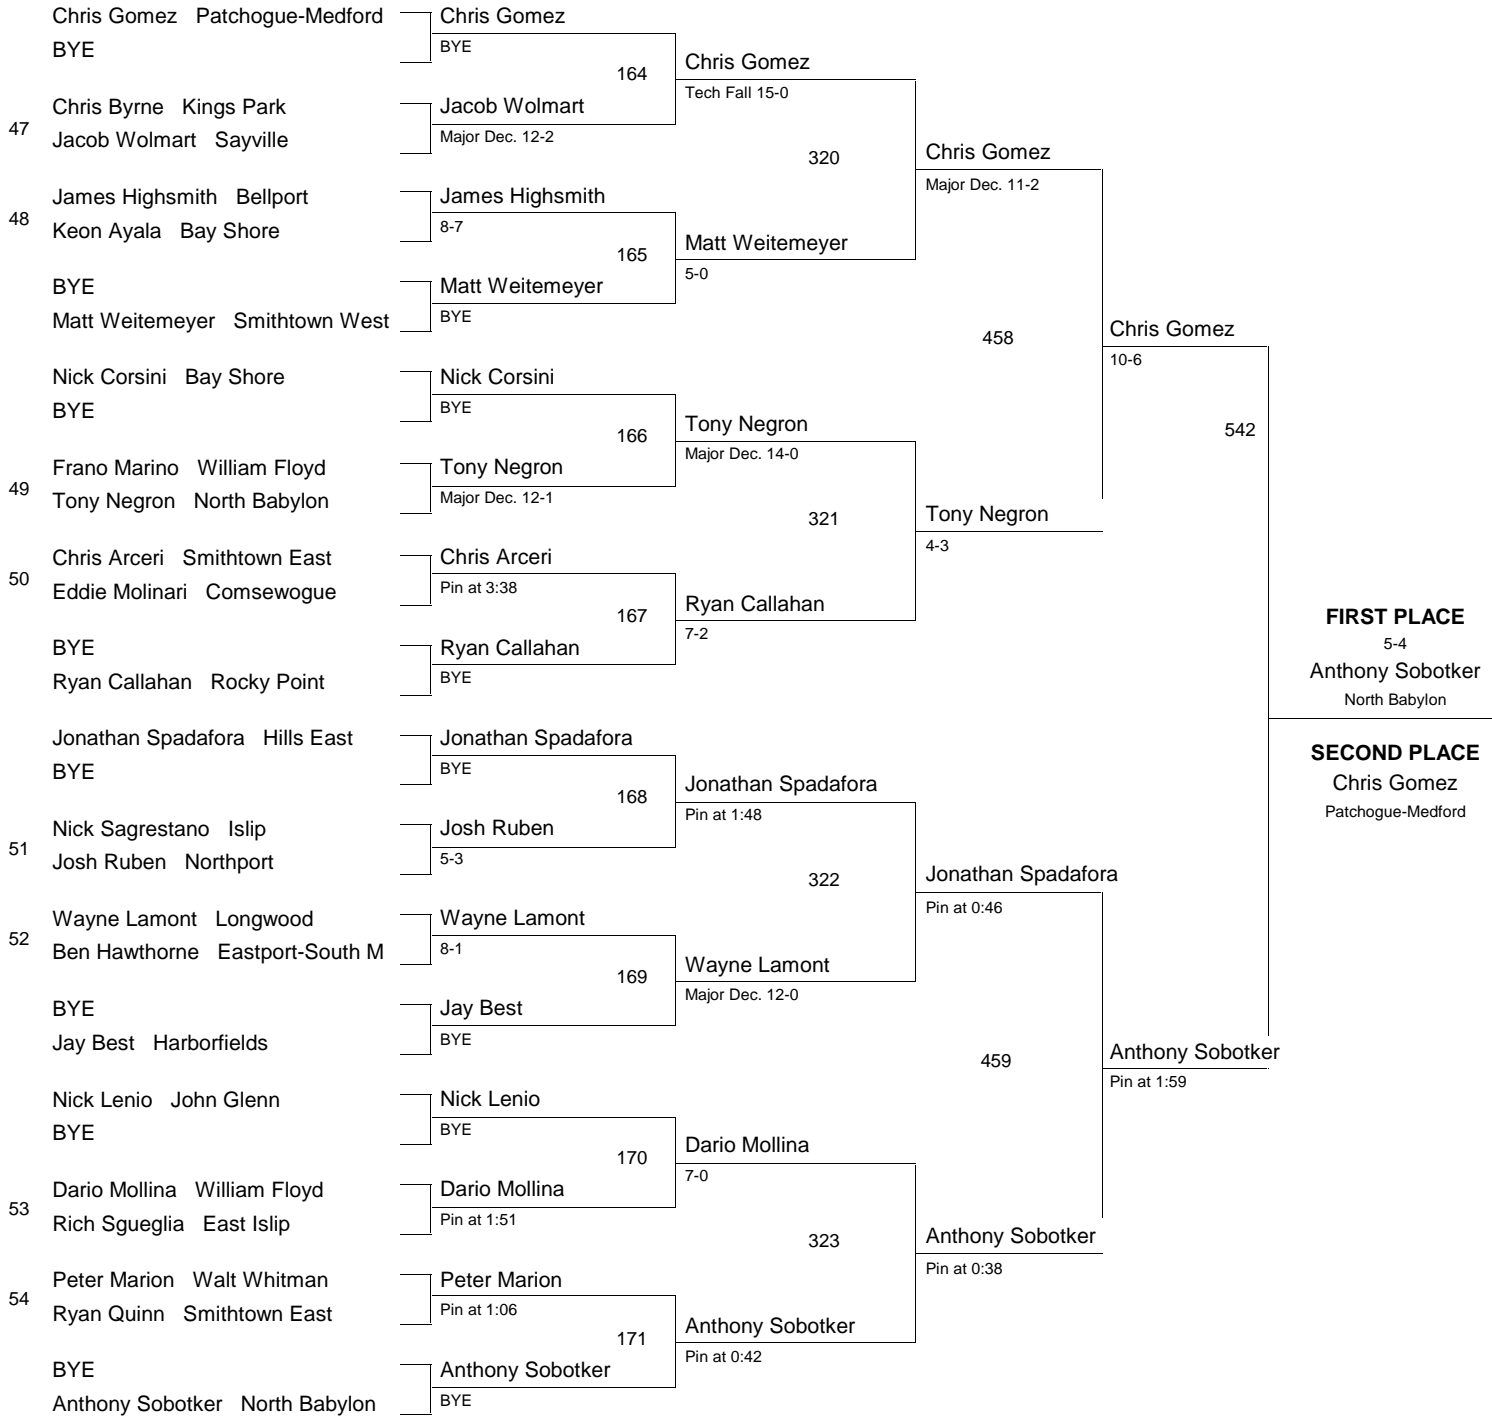 Chris Gomez Patchogue-Medford
BYE
47
Chris Byrne Kings Park
Jacob Wolmart Sayville
48
James Highsmith Bellport
Keon Ayala Bay Shore
BYE
Matt Weitemeyer Smithtown West
Nick Corsini Bay Shore
BYE
49
Frano Marino William Floyd
Tony Negron North Babylon
50
Chris Arceri Smithtown East
Eddie Molinari Comsewogue
BYE
Ryan Callahan Rocky Point
Jonathan Spadafora Hills East
BYE
51
Nick Sagrestano Islip
Josh Ruben Northport
52
Wayne Lamont Longwood
Ben Hawthorne Eastport-South M
BYE
Jay Best Harborfields
Nick Lenio John Glenn
BYE
53
Dario Mollina William Floyd
Rich Sgueglia East Islip
54
Peter Marion Walt Whitman
Ryan Quinn Smithtown East
BYE
Anthony Sobotker North Babylon
Chris Gomez
BYE
164
Jacob Wolmart
Major Dec. 12-2
James Highsmith
8-7
165
Matt Weitemeyer
BYE
Nick Corsini
BYE
166
Tony Negron
Major Dec. 12-1
Chris Arceri
Pin at 3:38
167
Ryan Callahan
BYE
Jonathan Spadafora
BYE
168
Josh Ruben
5-3
Wayne Lamont
8-1
169
Jay Best
BYE
Nick Lenio
BYE
170
Dario Mollina
Pin at 1:51
Peter Marion
Pin at 1:06
171
Anthony Sobotker
BYE
Chris Gomez
Tech Fall 15-0
320
Matt Weitemeyer
5-0
Tony Negron
Major Dec. 14-0
321
Ryan Callahan
7-2
Jonathan Spadafora
Pin at 1:48
322
Wayne Lamont
Major Dec. 12-0
Dario Mollina
7-0
323
Anthony Sobotker
Pin at 0:42
Chris Gomez
Major Dec. 11-2
458
Tony Negron
4-3
Jonathan Spadafora
Pin at 0:46
459
Anthony Sobotker
Pin at 0:38
Chris Gomez
10-6
542
Anthony Sobotker
Pin at 1:59
FIRST PLACE
5-4
Anthony Sobotker
North Babylon
SECOND PLACE
Chris Gomez
Patchogue-Medford